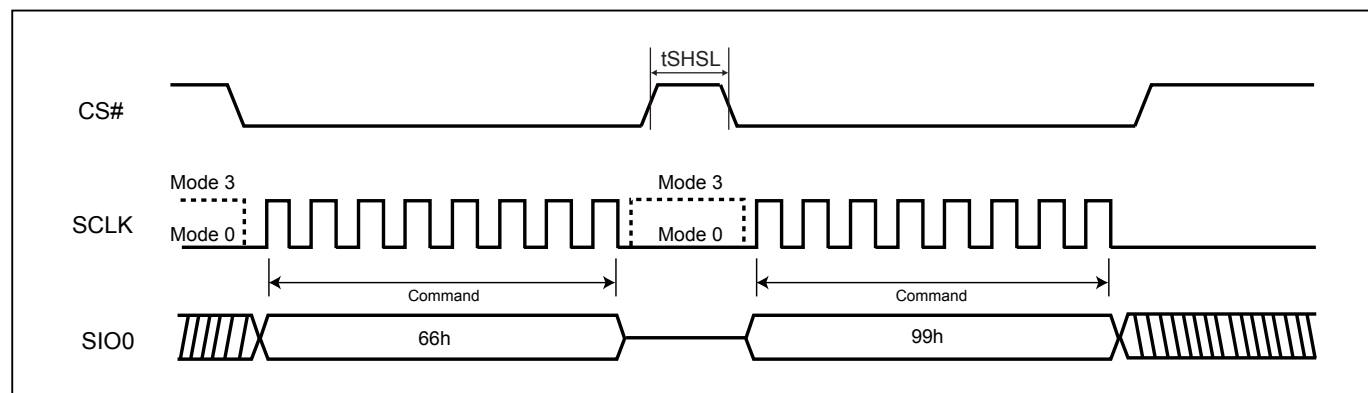 tSHSL
CS#
Mode 3
Mode 3
SCLK
Mode 0
Mode 0
Command
Command
SIO0
66h
99h